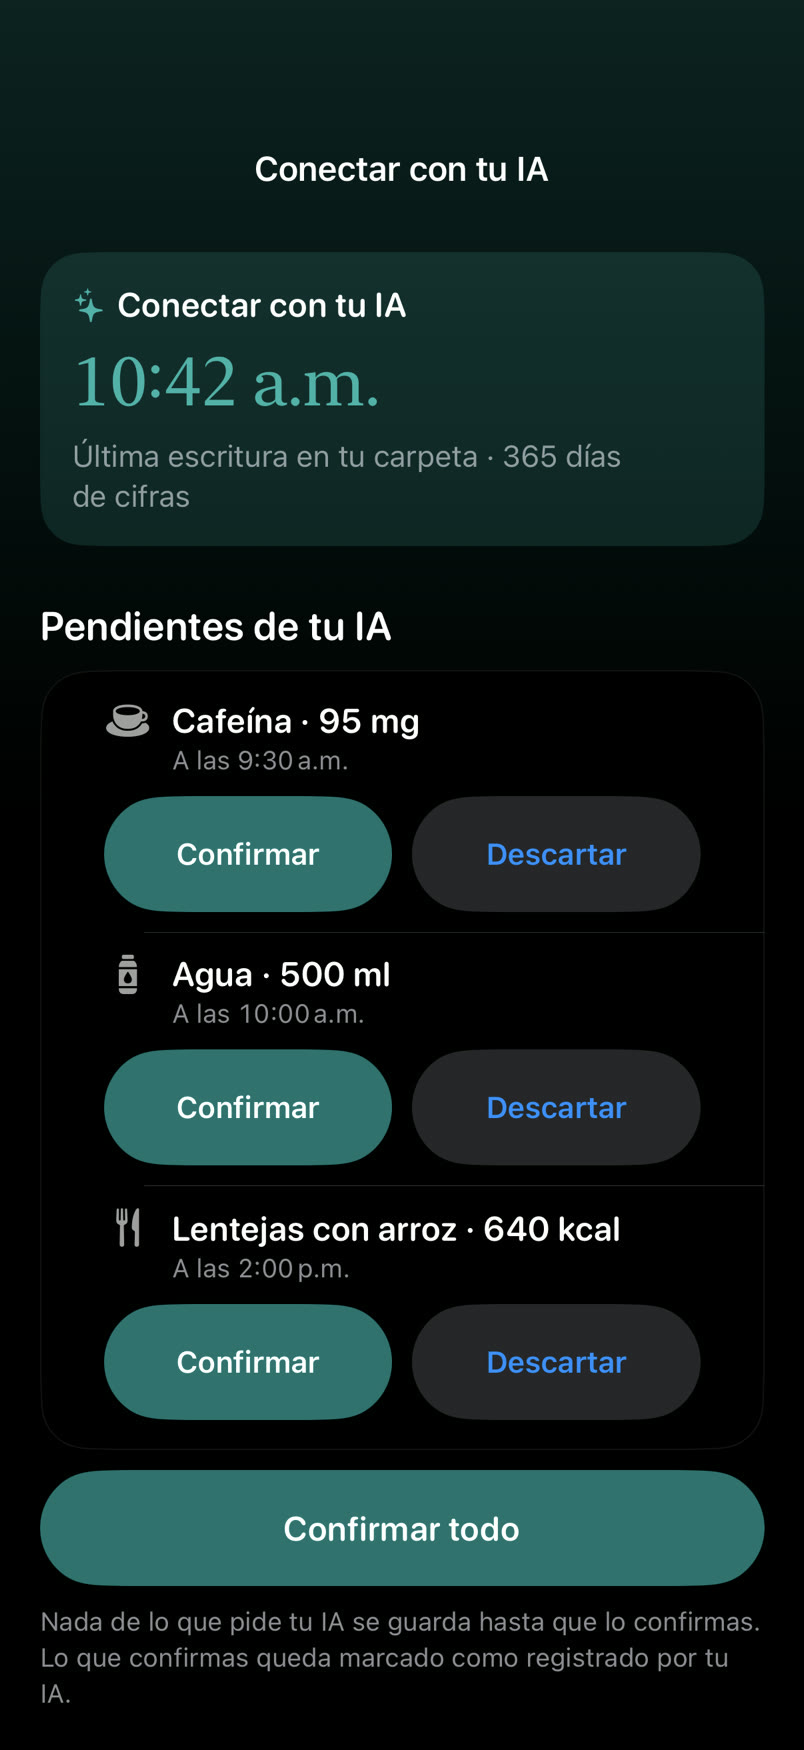 Conectar con tu IA
Conectar con tu IA
10:42 a.m.
Última escritura en tu carpeta · 365 días
de cifras
Pendientes de tu IA
Cafeína · 95 mg
A las 9:30 a.m.
Confirmar
Descartar
Agua · 500 ml
A las 10:00 a.m.
Confirmar
Descartar
Lentejas con arroz · 640 kcal
A las 2:00 p.m.
Confirmar
Descartar
Confirmar todo
Nada de lo que pide tu IA se guarda hasta que lo confirmas.
Lo que confirmas queda marcado como registrado por tu
IA.